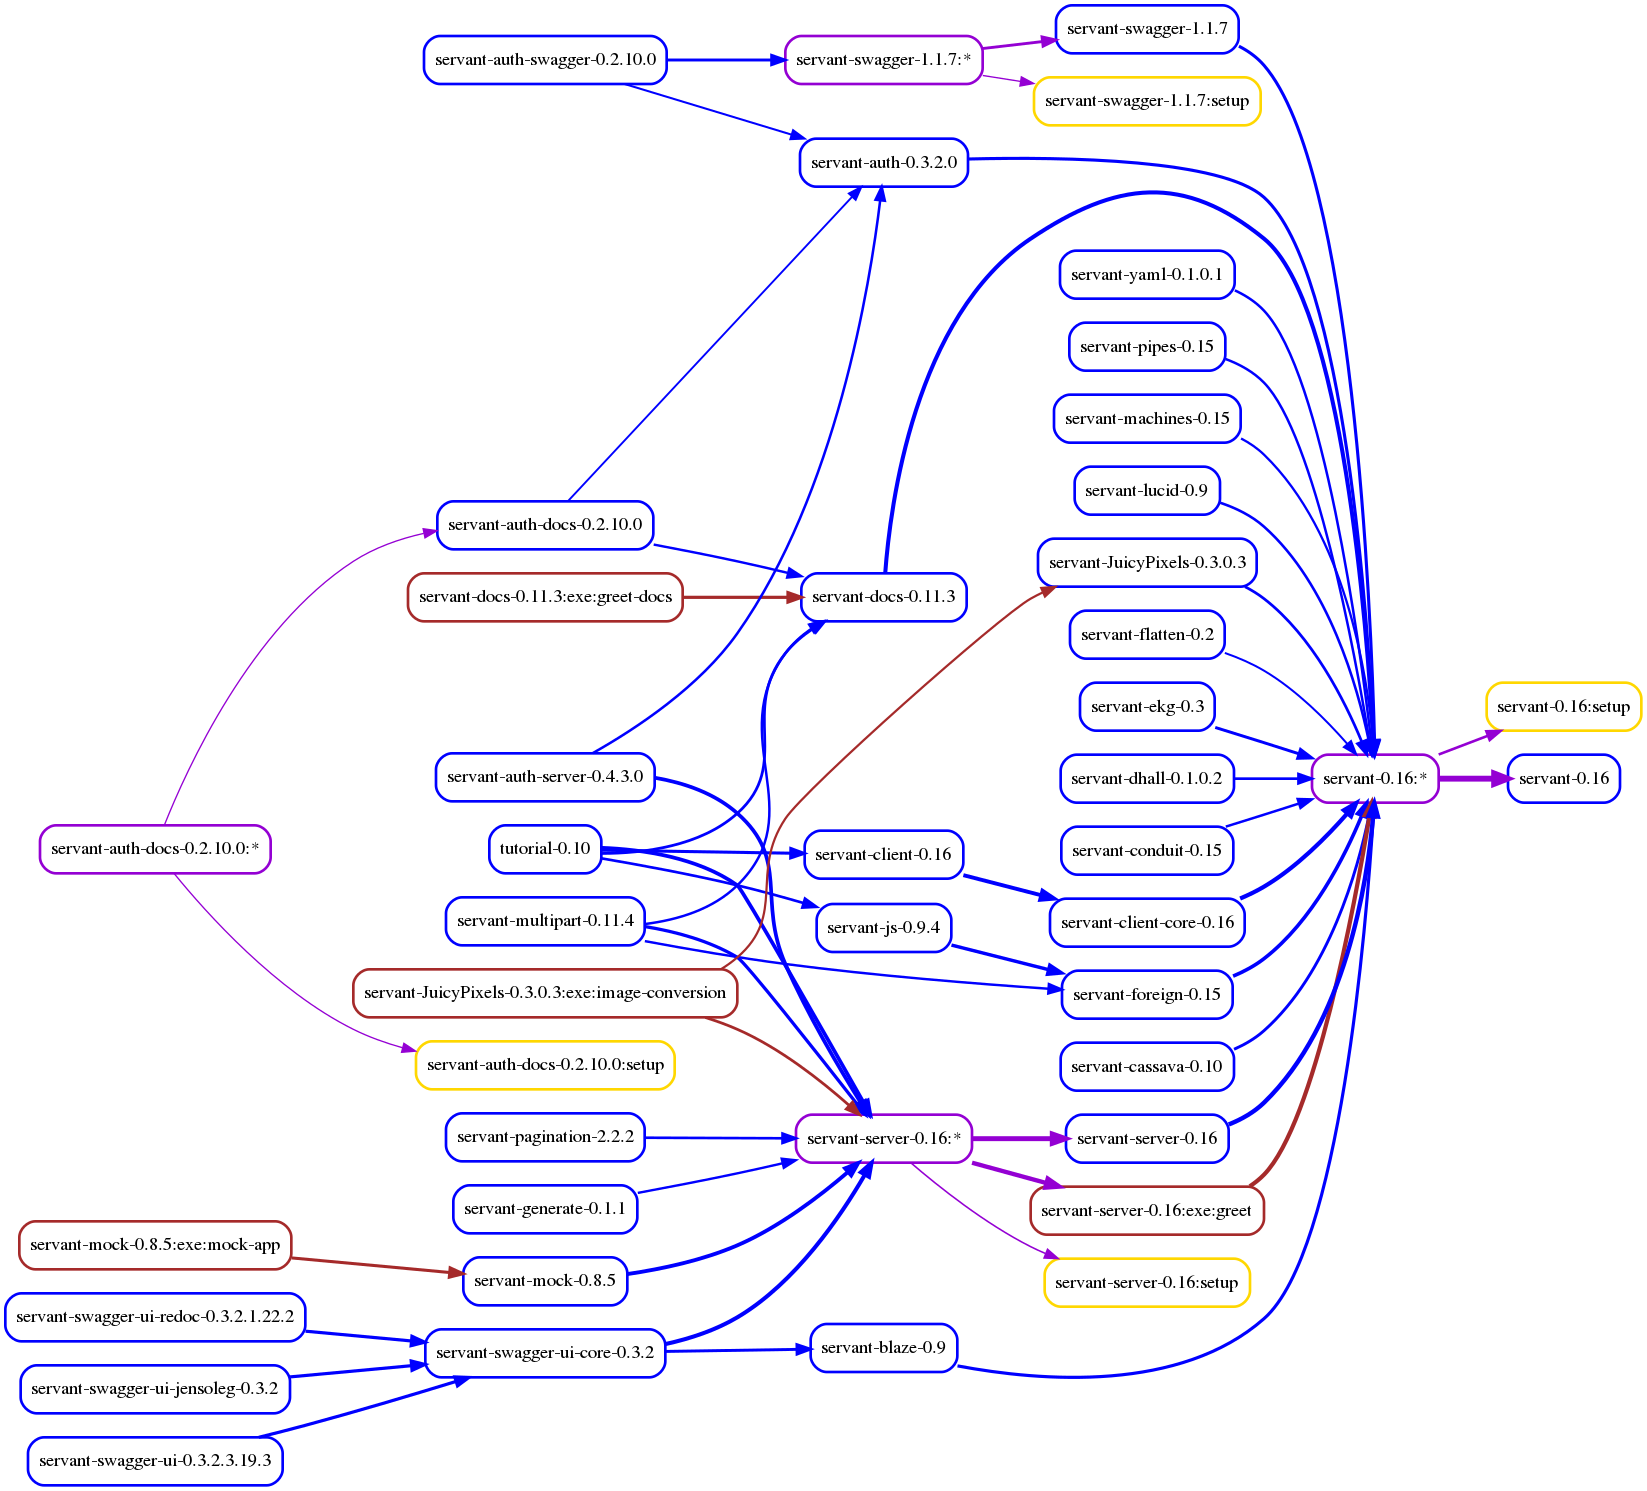 servant-swagger-1.1.7
servant-auth-swagger-0.2.10.0
servant-swagger-1.1.7:*
servant-swagger-1.1.7:setup
servant-auth-0.3.2.0
servant-yaml-0.1.0.1
servant-pipes-0.15
servant-machines-0.15
servant-lucid-0.9
servant-auth-docs-0.2.10.0
servant-JuicyPixels-0.3.0.3
servant-docs-0.11.3:exe:greet-docs
servant-docs-0.11.3
servant-flatten-0.2
servant-ekg-0.3
servant-0.16:setup
servant-auth-server-0.4.3.0
servant-dhall-0.1.0.2
servant-0.16:*
servant-0.16
servant-auth-docs-0.2.10.0:*
tutorial-0.10
servant-client-0.16
servant-conduit-0.15
servant-multipart-0.11.4
servant-js-0.9.4
servant-client-core-0.16
servant-JuicyPixels-0.3.0.3:exe:image-conversion
servant-foreign-0.15
servant-auth-docs-0.2.10.0:setup
servant-cassava-0.10
servant-pagination-2.2.2
servant-server-0.16:*
servant-server-0.16
servant-generate-0.1.1
servant-server-0.16:exe:greet
servant-mock-0.8.5:exe:mock-app
servant-mock-0.8.5
servant-server-0.16:setup
servant-swagger-ui-redoc-0.3.2.1.22.2
servant-swagger-ui-core-0.3.2
servant-blaze-0.9
servant-swagger-ui-jensoleg-0.3.2
servant-swagger-ui-0.3.2.3.19.3